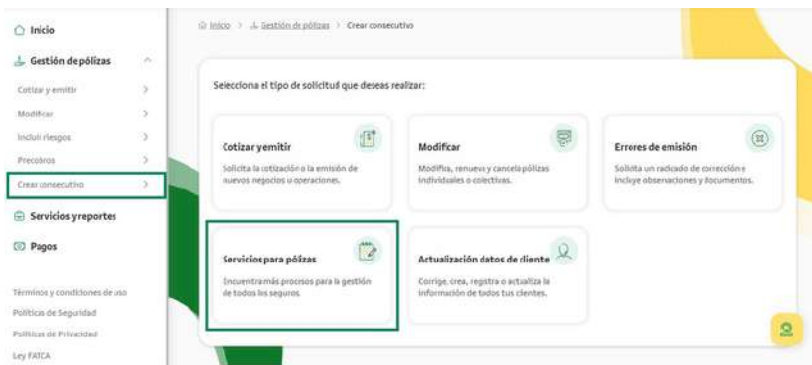 Inicio
Gestión de pólizas
Cotizar y emitir
Modificar
Incluir riesgos
Precobros
Crear consecutivo
Servicios y reportes
Pagos
Términos y condiciones de uso
Políticas de Seguridad
Políticas de Privacidad
Ley FATCA
Inicio > Gestión de pólizas > Crear consecutivo
Selecciona el tipo de solicitud que deseas realizar:
Cotizar y emitir
Solicita la cotización o la emisión de
nuevos negocios u operaciones.
Modificar
Modifica, renueva y cancela pólizas
individuales o colectivas.
Errores de emisión
Solicita un radicado de corrección e
incluye observaciones y documentos.
Servicios para pólizas
Encuentra más procesos para la gestión
de todos los seguros.
Actualización datos de cliente
Corrige, crea, registra o actualiza la
información de todos tus clientes.